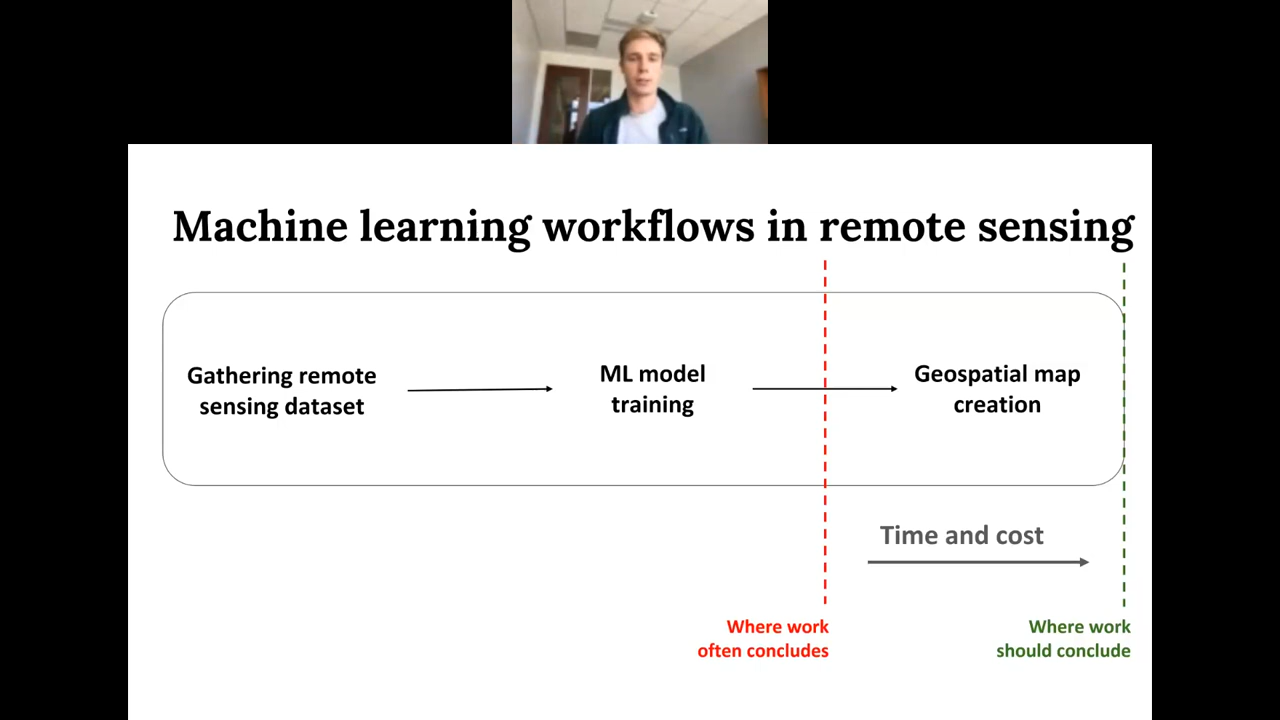 Machine learning workflows in remote sensing
Gathering remote
sensing dataset
ML model
training
Geospatial map
creation
Time and cost
Where work
often concludes
Where work
should conclude